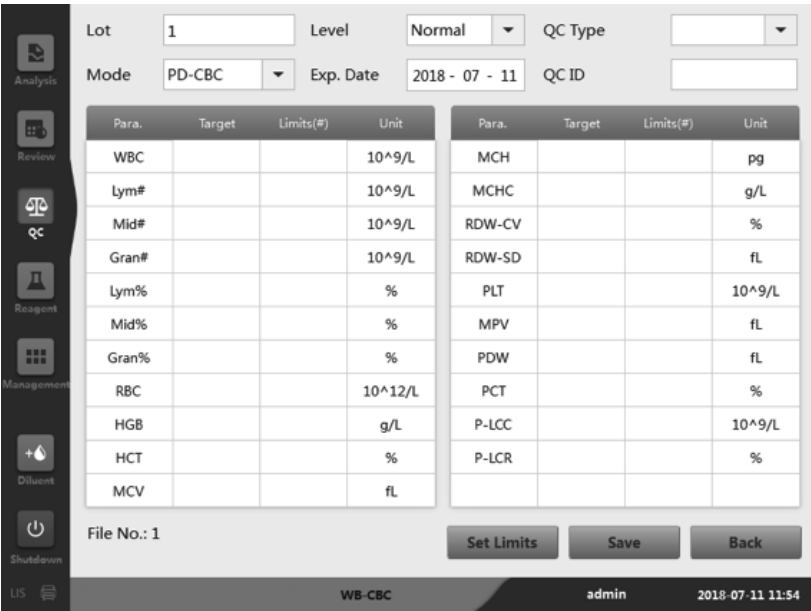 Lot 1 Level Normal QC Type
Mode PD-CBC Exp. Date 2018 - 07 - 11 QC ID
Analysis
Review
QC
Reagent
Management
Diluent
Shutdown
LIS
Para. Target Limits(#) Unit
WBC 10^9/L
Lym# 10^9/L
Mid# 10^9/L
Gran# 10^9/L
Lym% %
Mid% %
Gran% %
RBC 10^12/L
HGB g/L
HCT %
MCV fL
Para. Target Limits(#) Unit
MCH pg
MCHC g/L
RDW-CV %
RDW-SD fL
PLT 10^9/L
MPV fL
PDW fL
PCT %
P-LCC 10^9/L
P-LCR %
File No.: 1
Set Limits Save Back
WB-CBC admin 2018-07-11 11:54